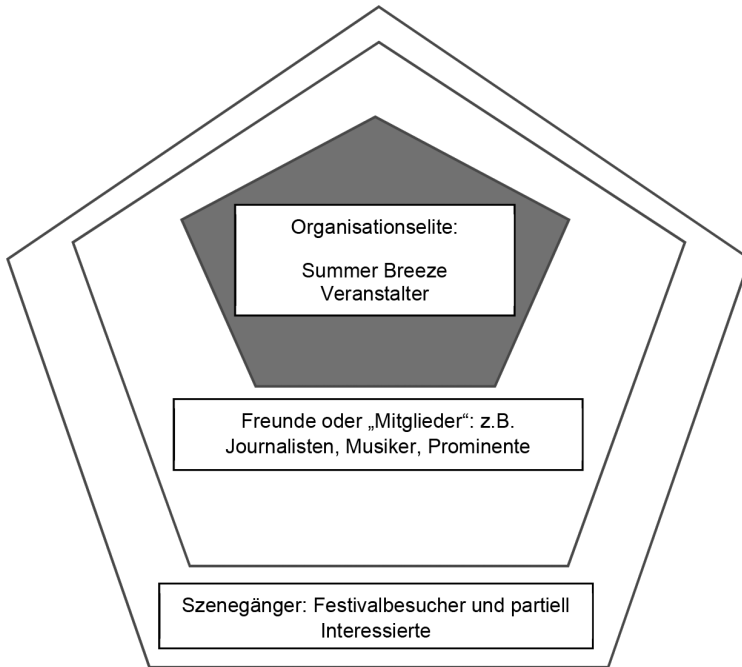 Organisationselite:
Summer Breeze
Veranstalter
Freunde oder „Mitglieder“: z.B.
Journalisten, Musiker, Prominente
Szenegänger: Festivalbesucher und partiell
Interessierte